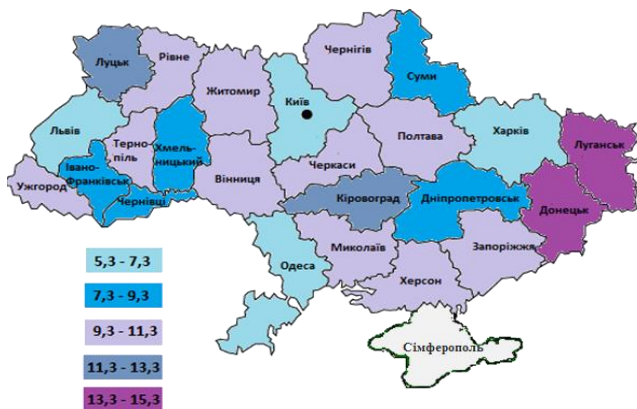 Чернігів
Луцьк
Рівне
Суми
Житомир
Київ
Львів
Терно-
піль
Хмель-
ницький
Полтава
Харків
Луганськ
Черкаси
Івано-
Франківськ
Вінниця
Ужгород
Чернівці
Кіровоград
Дніпропетровськ
Донецьк
Миколаїв
Запоріжжя
Одеса
Херсон
Сімферополь
5,3 - 7,3
7,3 - 9,3
9,3 - 11,3
11,3 - 13,3
13,3 - 15,3